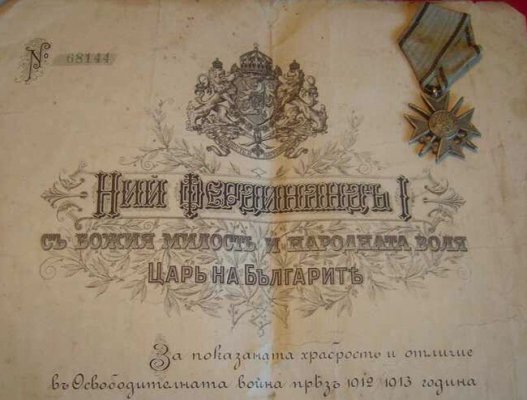 № 68144
Ний Фердинандъ I
съ Божия милость и народната воля
Царь на Българитѣ
За показаната храбрость и отличие
въ Освободителната война прѣзъ 1912 1913 година